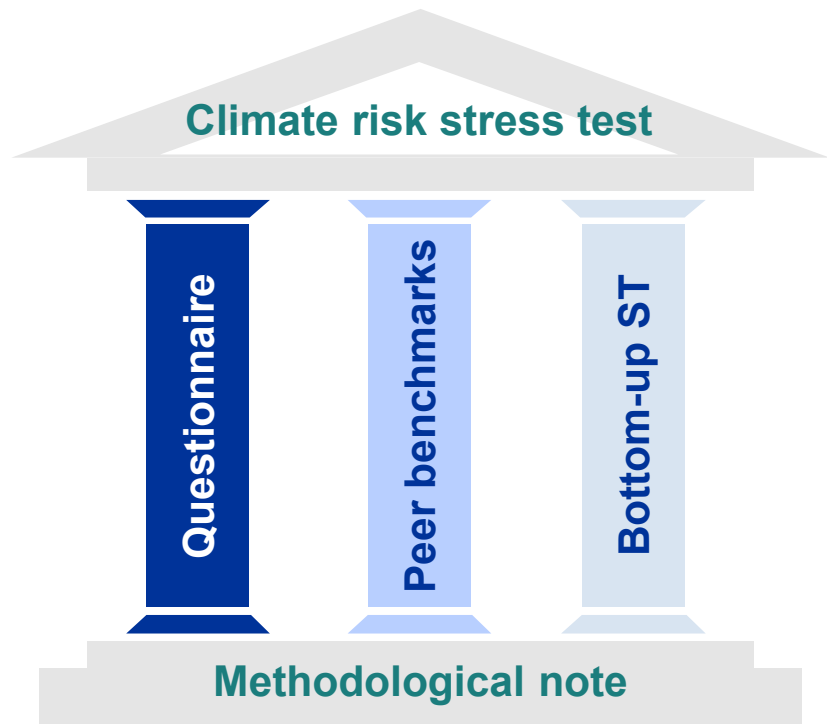 Climate risk stress test
Questionnaire
Peer benchmarks
Bottom-up ST
Methodological note